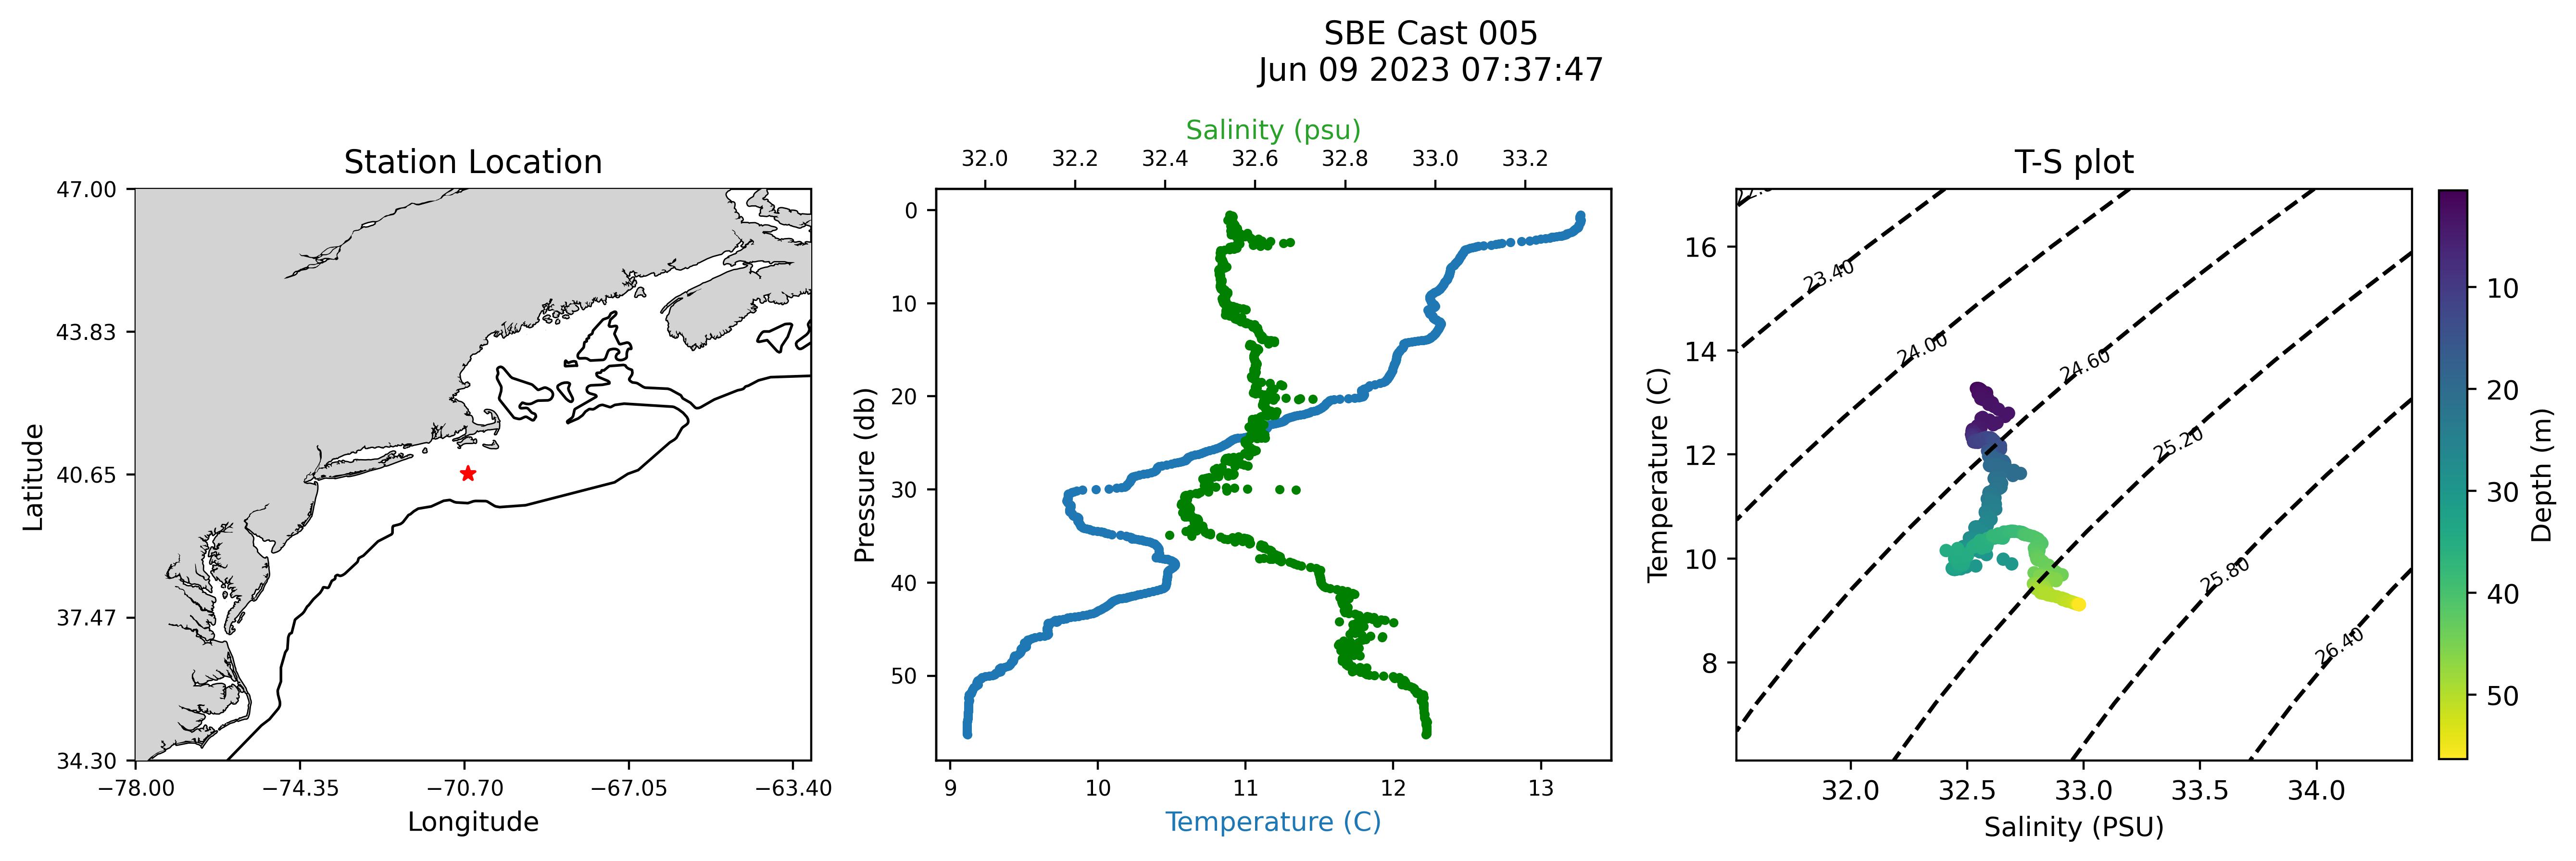 SBE Cast 005
Jun 09 2023 07:37:47
Station Location
47.00
43.83
40.65
37.47
34.30
Latitude
−78.00 −74.35 −70.70 −67.05 −63.40
Longitude
Salinity (psu)
32.0 32.2 32.4 32.6 32.8 33.0 33.2
0
10
20
30
40
50
Pressure (db)
9 10 11 12 13
Temperature (C)
T-S plot
16
14
12
10
8
Temperature (C)
23.40
24.00
24.60
25.20
25.80
26.40
32.0 32.5 33.0 33.5 34.0
Salinity (PSU)
10
20
30
40
50
Depth (m)